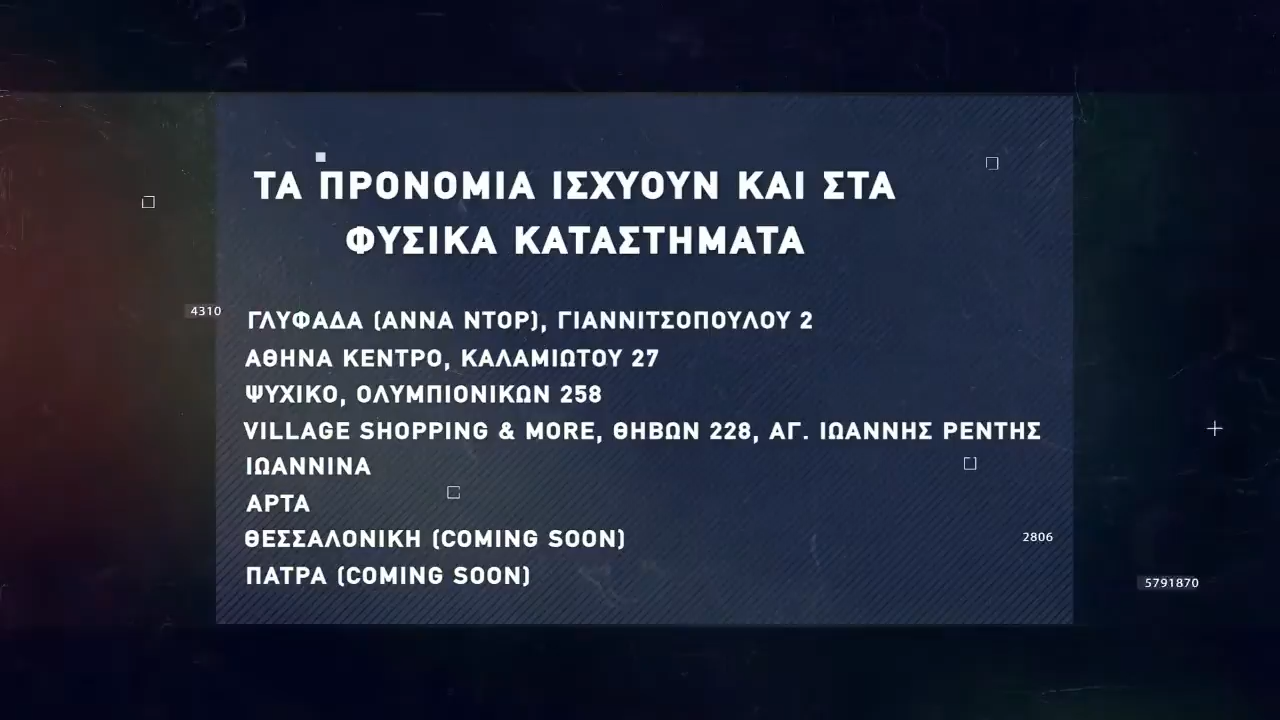 ΤΑ ΠΡΟΝΟΜΙΑ ΙΣΧΥΟΥΝ ΚΑΙ ΣΤΑ
ΦΥΣΙΚΑ ΚΑΤΑΣΤΗΜΑΤΑ
4310
ΓΛΥΦΑΔΑ (ΑΝΝΑ ΝΤΟΡ), ΓΙΑΝΝΙΤΣΟΠΟΥΛΟΥ 2
ΑΘΗΝΑ ΚΕΝΤΡΟ, ΚΑΛΑΜΙΩΤΟΥ 27
ΨΥΧΙΚΟ, ΟΛΥΜΠΙΟΝΙΚΩΝ 258
VILLAGE SHOPPING & MORE, ΘΗΒΩΝ 228, ΑΓ. ΙΩΑΝΝΗΣ ΡΕΝΤΗΣ
ΙΩΑΝΝΙΝΑ
ΑΡΤΑ
ΘΕΣΣΑΛΟΝΙΚΗ (COMING SOON)
2806
ΠΑΤΡΑ (COMING SOON)
5791870